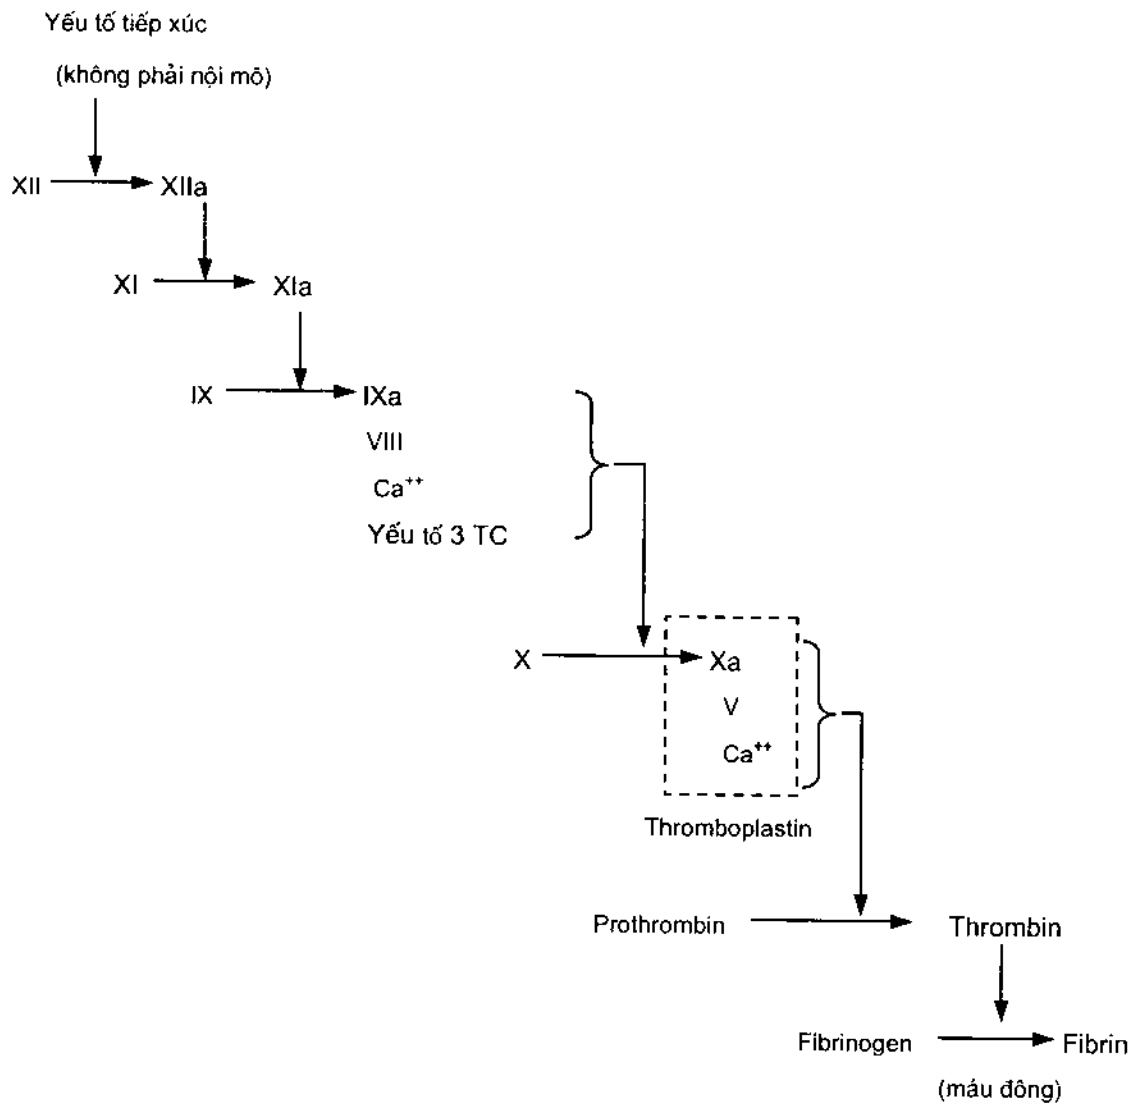 Yếu tố tiếp xúc
(không phải nội mô)
XII XIIa
XI XIa
IX IXa
VIII
Ca⁺⁺
Yếu tố 3 TC
X Xa
V
Ca⁺⁺
Thromboplastin
Prothrombin Thrombin
Fibrinogen Fibrin
(máu đông)